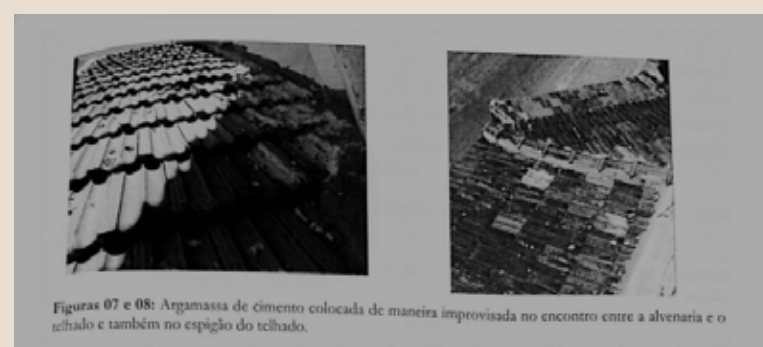 Figuras 07 e 08: Argamassa de cimento colocada de maneira improvisada no encontro entre a alvenaria e o
telhado e também no espigão do telhado.